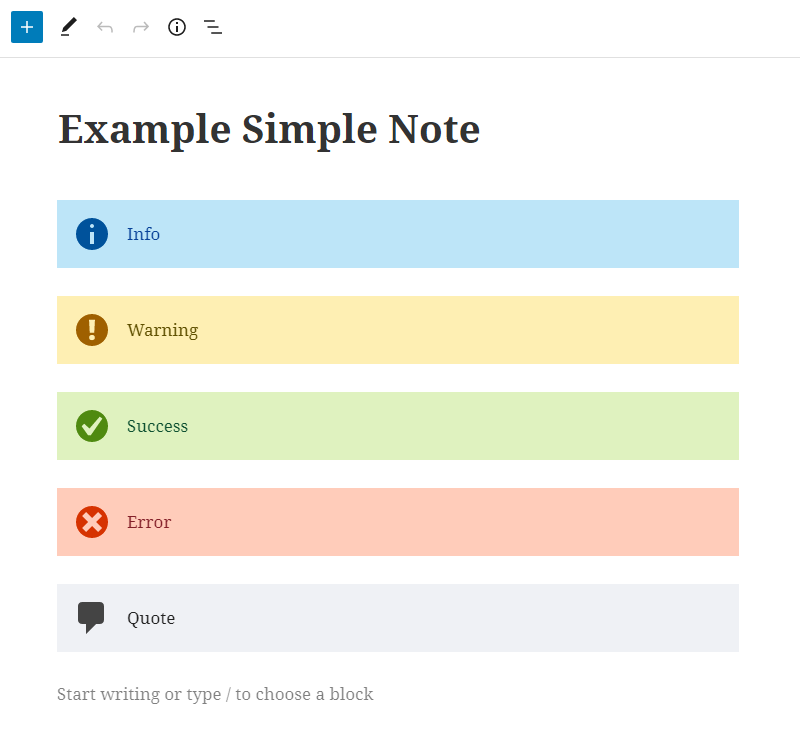 Example Simple Note
Info
Warning
Success
Error
Quote
Start writing or type / to choose a block